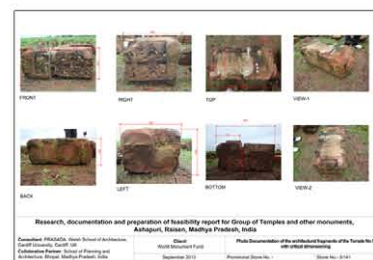 FRONT
RIGHT
TOP
VIEW-1
BACK
LEFT
BOTTOM
VIEW-2
Research, documentation and preparation of feasibility report for Group of Temples and other monuments,
Ashapuri, Raisen, Madhya Pradesh, India
Consultant: PRASADA, Welsh School of Architecture,
Cardiff University, Cardiff, UK
Collaborative Partner: School of Planning and
Architecture, Bhopal, Madhya Pradesh, India
Client
World Monument Fund
September 2013
Photo Documentation of the architectural fragments of the Temple No
with critical dimensioning
Provisional Stone No.: -
Stone No.: